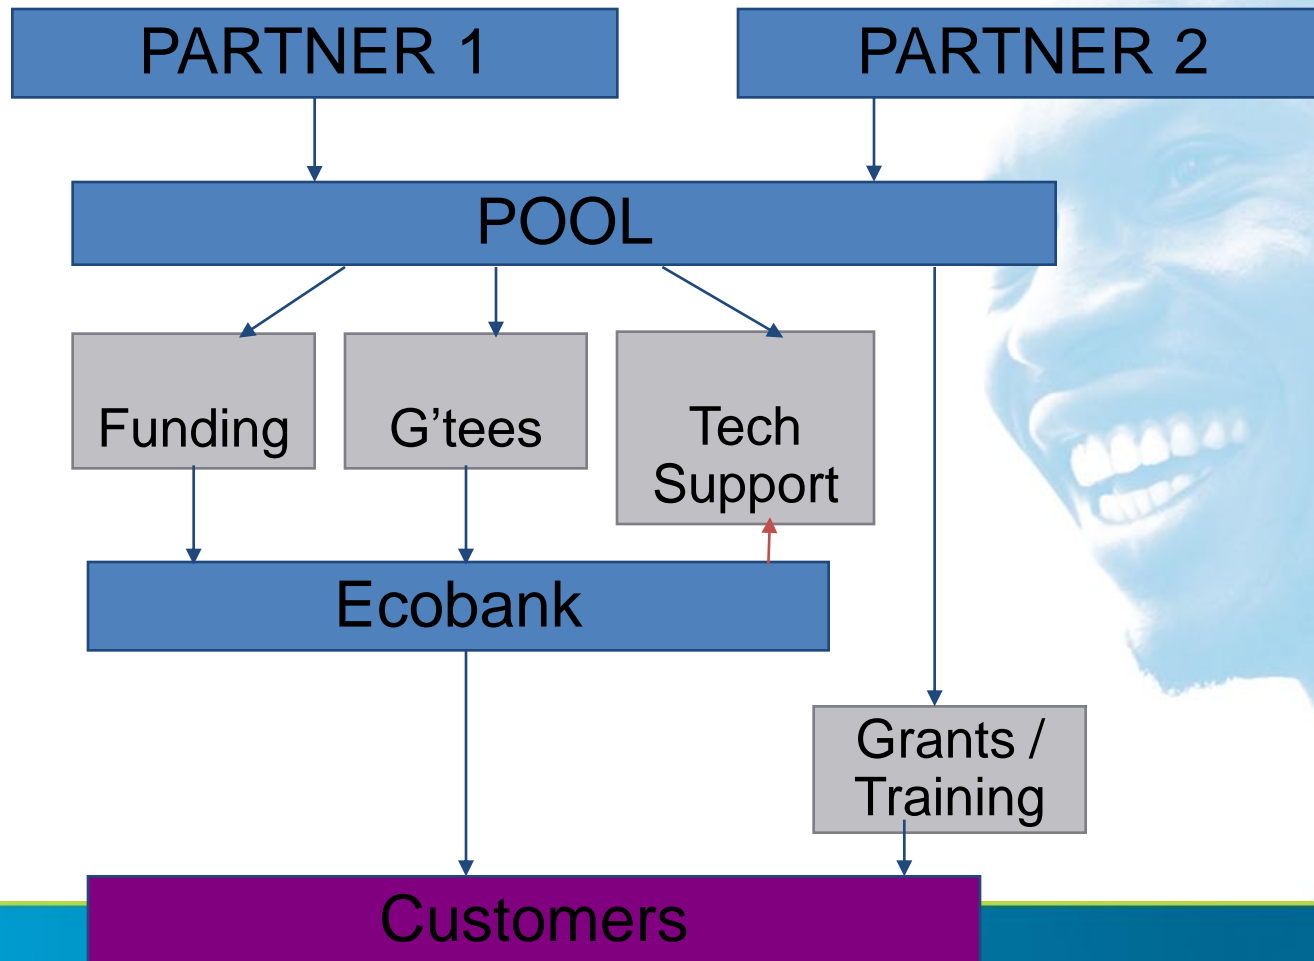 PARTNER 1
PARTNER 2
POOL
Funding
G’tees
Tech
Support
Ecobank
Grants /
Training
Customers